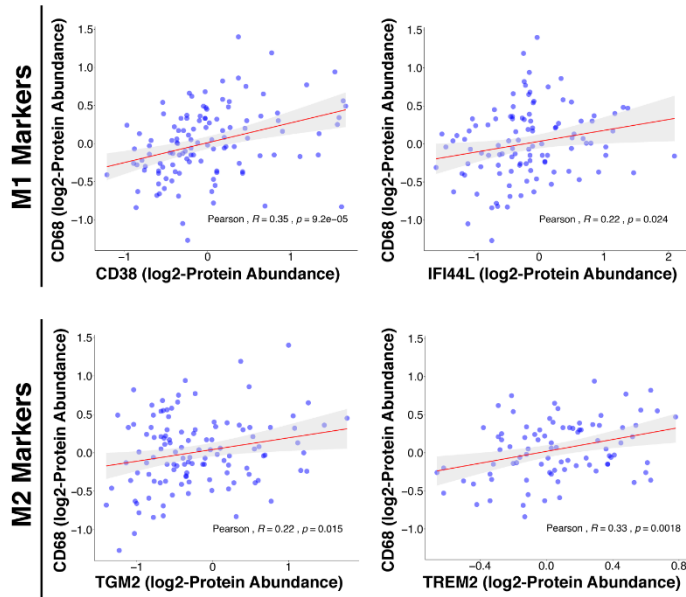 M1 Markers
CD68 (log2-Protein Abundance)
1.5
1.0
0.5
0.0
−0.5
−1.0
Pearson , R = 0.35 , p = 9.2e−05
−1
0
1
CD38 (log2-Protein Abundance)
CD68 (log2-Protein Abundance)
1.5
1.0
0.5
0.0
−0.5
−1.0
Pearson , R = 0.22 , p = 0.024
−1
0
1
2
IFI44L (log2-Protein Abundance)
M2 Markers
CD68 (log2-Protein Abundance)
1.5
1.0
0.5
0.0
−0.5
−1.0
Pearson , R = 0.22 , p = 0.015
−1
0
1
TGM2 (log2-Protein Abundance)
CD68 (log2-Protein Abundance)
1.5
1.0
0.5
0.0
−0.5
−1.0
Pearson , R = 0.33 , p = 0.0018
−0.4
0.0
0.4
0.8
TREM2 (log2-Protein Abundance)